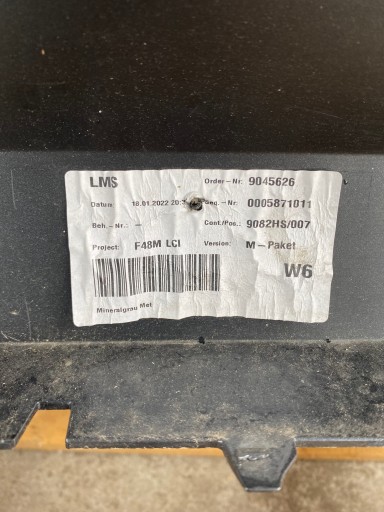 LMS Order-Nr: 9045626
Datum 18.01.2022 20: Seq.-Nr: 0005871011
Beh.-Nr.: - Cont/Pos.: 9082HS/007
Project: F48M LCI Version: M-Paket
W6
Mineralgrau Met